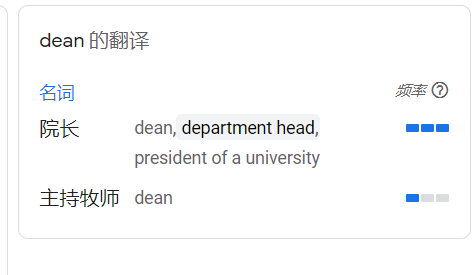 dean 的翻译
名词 频率
院长 dean, department head,
president of a university
主持牧师 dean